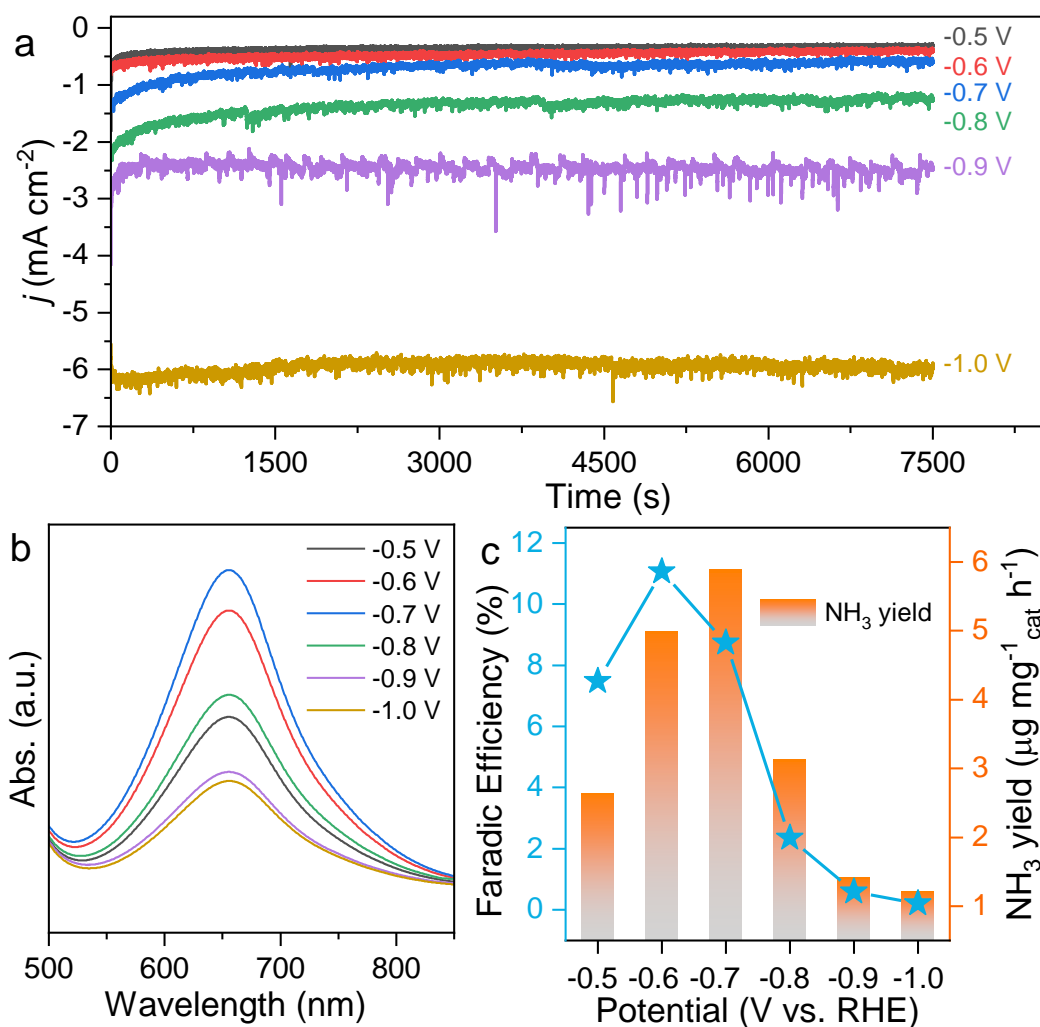 a
0
-1
-2
-3
-4
-5
-6
-7
j (mA cm⁻²)
-0.5 V
-0.6 V
-0.7 V
-0.8 V
-0.9 V
-1.0 V
0 1500 3000 4500 6000 7500
Time (s)
b
-0.5 V
-0.6 V
-0.7 V
-0.8 V
-0.9 V
-1.0 V
Abs. (a.u.)
500 600 700 800
Wavelength (nm)
c
12
10
8
6
4
2
0
Faradic Efficiency (%)
NH₃ yield
6
5
4
3
2
1
NH₃ yield (μg mg⁻¹cat h⁻¹)
-0.5 -0.6 -0.7 -0.8 -0.9 -1.0
Potential (V vs. RHE)